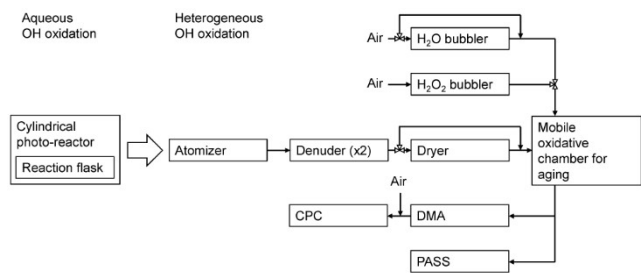 Aqueous
OH oxidation
Heterogeneous
OH oxidation
Air
H₂O bubbler
Air
H₂O₂ bubbler
Cylindrical
photo-reactor
Reaction flask
Atomizer
Denuder (x2)
Dryer
Mobile
oxidative
chamber for
aging
Air
CPC
DMA
PASS